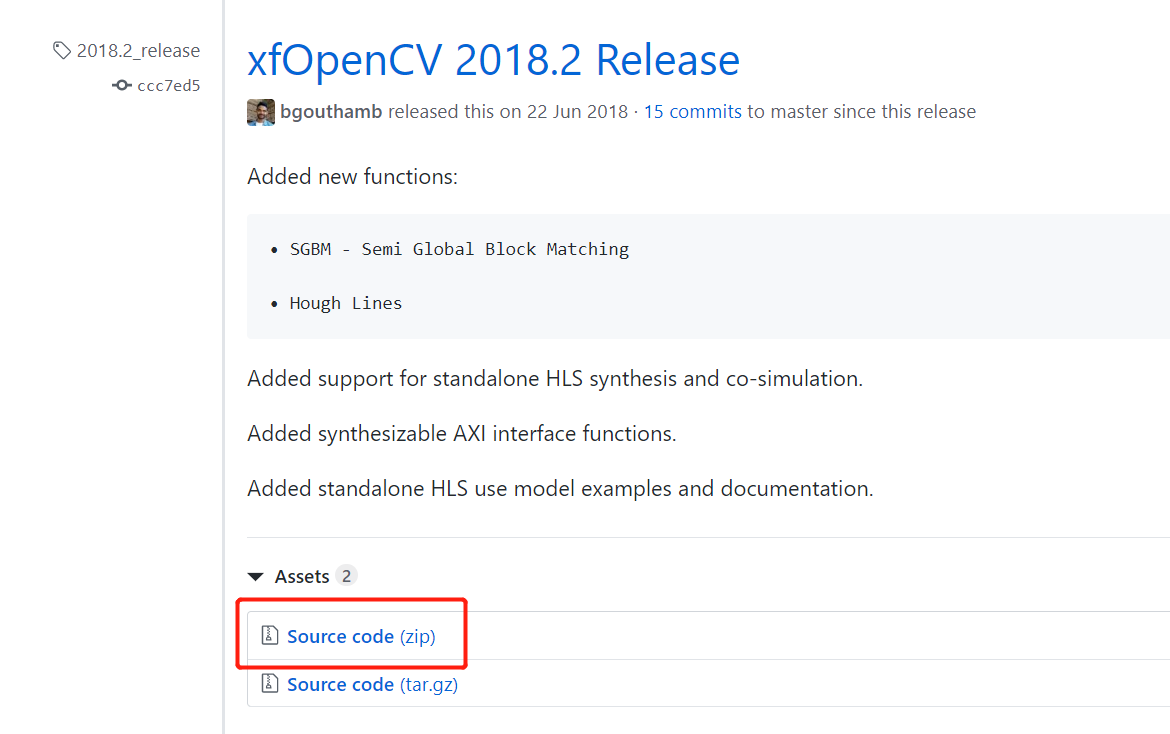 2018.2_release
ccc7ed5
xfOpenCV 2018.2 Release
bgouthamb released this on 22 Jun 2018 · 15 commits to master since this release
Added new functions:
• SGBM - Semi Global Block Matching
• Hough Lines
Added support for standalone HLS synthesis and co-simulation.
Added synthesizable AXI interface functions.
Added standalone HLS use model examples and documentation.
Assets 2
Source code (zip)
Source code (tar.gz)